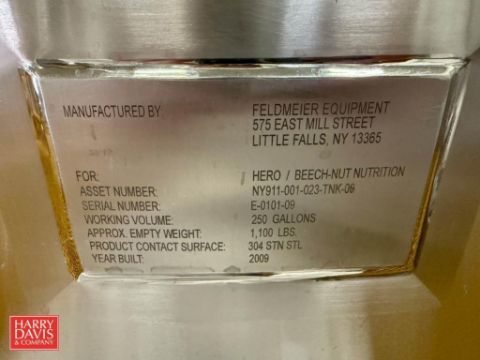 MANUFACTURED BY: FELDMEIER EQUIPMENT
575 EAST MILL STREET
LITTLE FALLS, NY 13365
FOR: HERO / BEECH-NUT NUTRITION
ASSET NUMBER: NY911-001-023-TNK-08
SERIAL NUMBER: E-0101-09
WORKING VOLUME: 250 GALLONS
APPROX. EMPTY WEIGHT: 1,100 LBS.
PRODUCT CONTACT SURFACE: 304 STN STL
YEAR BUILT: 2009
HARRY
DAVIS
& COMPANY